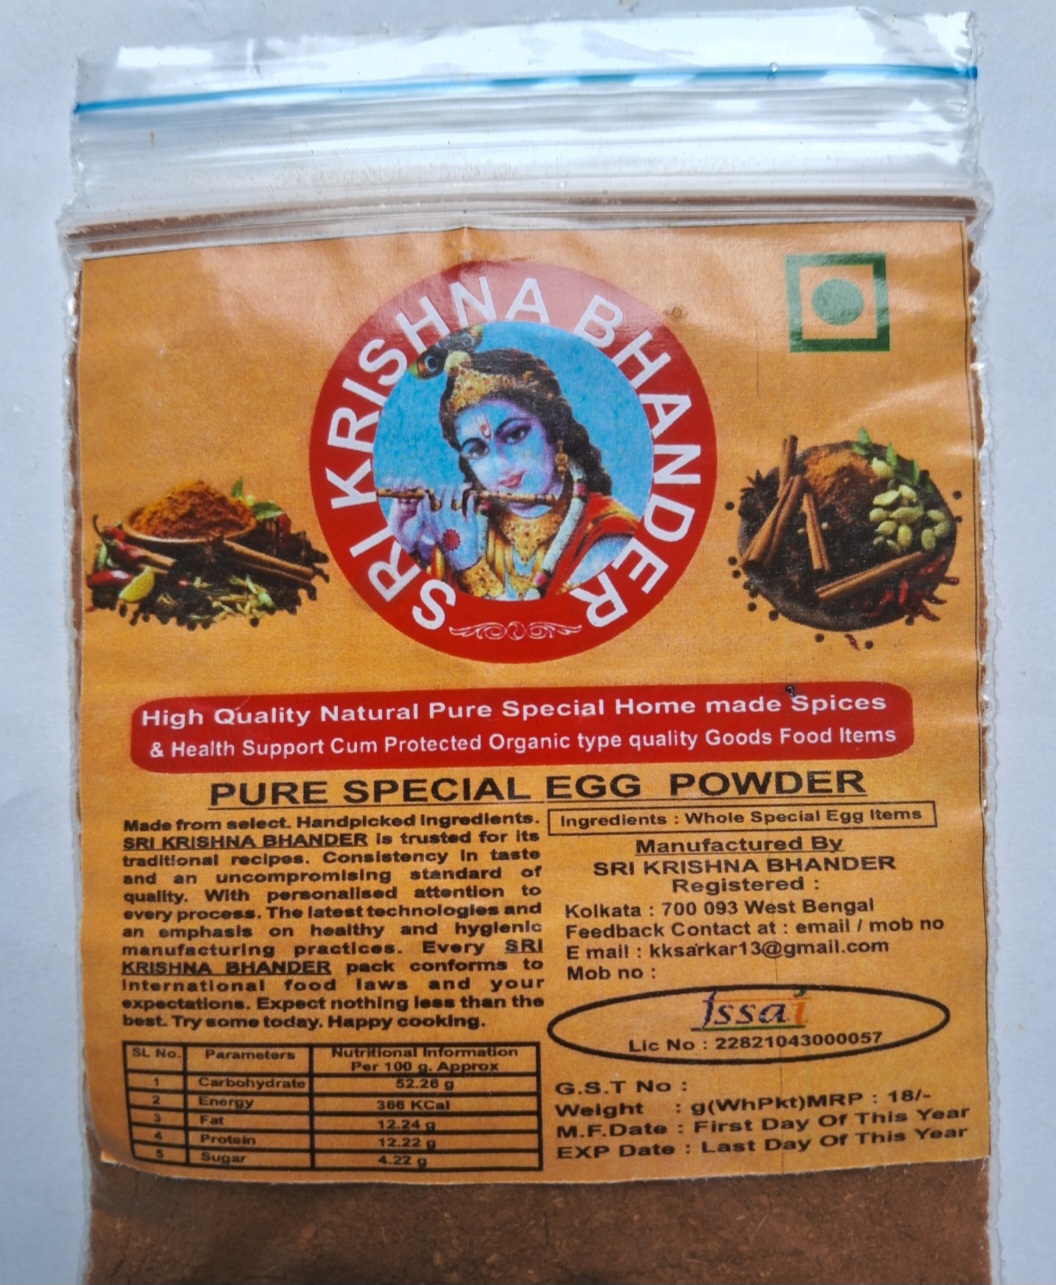 SRI KRISHNA BHANDER
High Quality Natural Pure Special Home made Spices
& Health Support Cum Protected Organic type quality Goods Food Items
PURE SPECIAL EGG POWDER
Made from select. Handpicked Ingredients.
SRI KRISHNA BHANDER is trusted for its
traditional recipes. Consistency in taste
and an uncompromising standard of
quality. With personalised attention to
every process. The latest technologies and
an emphasis on healthy and hygienic
manufacturing practices. Every SRI
KRISHNA BHANDER pack conforms to
International food laws and your
expectations. Expect nothing less than the
best. Try some today. Happy cooking.
SL No. Parameters Nutritional Information
Per 100 g. Approx
1 Carbohydrate 52.26 g
2 Energy 366 KCal
3 Fat 12.24 g
4 Protein 12.22 g
5 Sugar 4.22 g
Ingredients : Whole Special Egg Items
Manufactured By
SRI KRISHNA BHANDER
Registered :
Kolkata : 700 093 West Bengal
Feedback Contact at : email / mob no
E mail : kksarkar13@gmail.com
Mob no :
fssai
Lic No : 22821043000057
G.S.T No :
Weight : g(WhPkt)MRP : 18/-
M.F.Date : First Day Of This Year
EXP Date : Last Day Of This Year